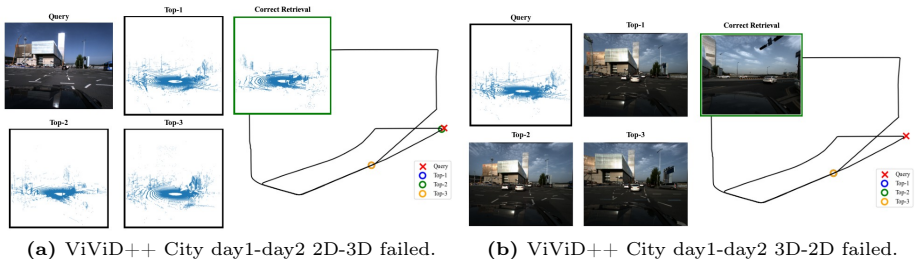 Query
Top-1
Correct Retrieval
Top-2
Top-3
Query
Top-1
Top-2
Top-3
(a) ViViD++ City day1-day2 2D-3D failed.
Query
Top-1
Correct Retrieval
Top-2
Top-3
Query
Top-1
Top-2
Top-3
(b) ViViD++ City day1-day2 3D-2D failed.